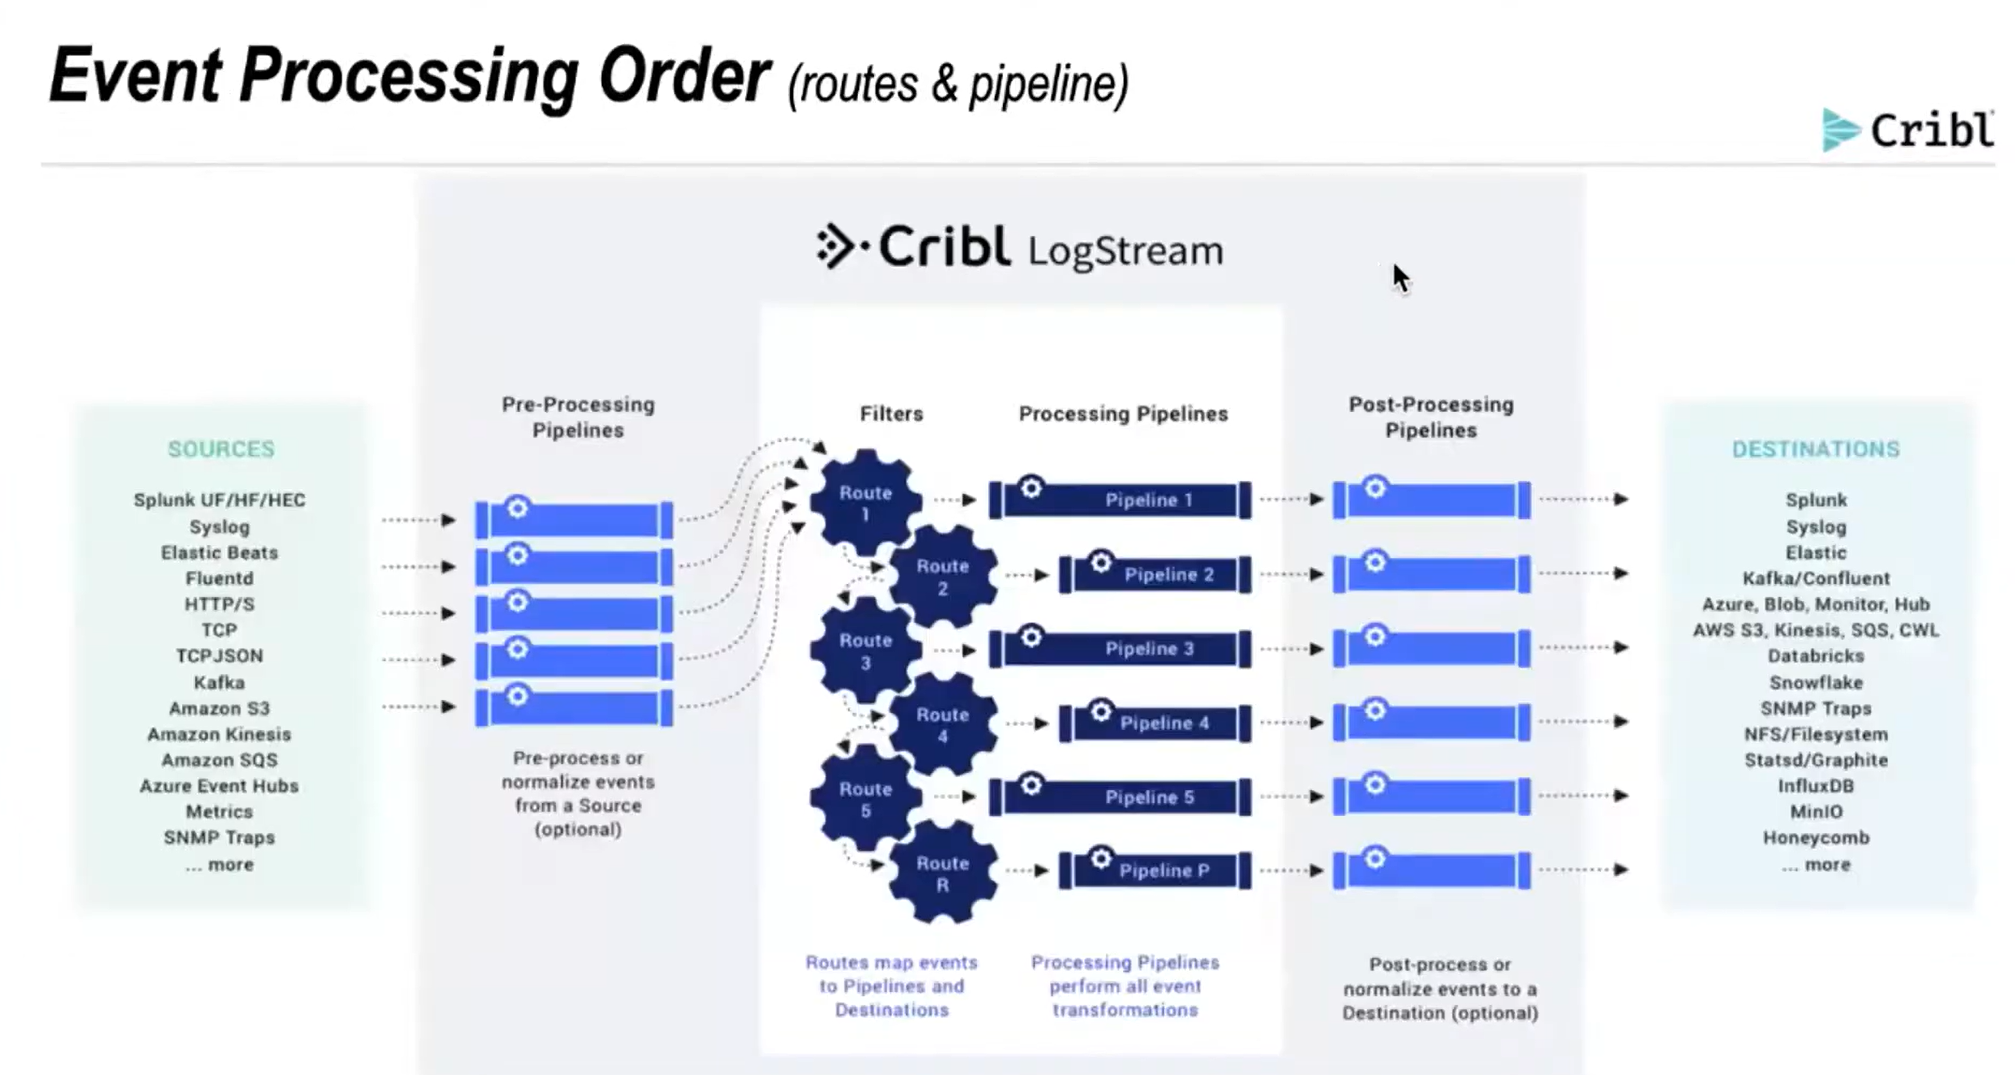 Event Processing Order (routes & pipeline)
Cribl
Cribl LogStream
SOURCES
Splunk UF/HF/HEC
Syslog
Elastic Beats
Fluentd
HTTP/S
TCP
TCPJSON
Kafka
Amazon S3
Amazon Kinesis
Amazon SQS
Azure Event Hubs
Metrics
SNMP Traps
... more
Pre-Processing
Pipelines
Pre-process or
normalize events
from a Source
(optional)
Filters
Route
1
Route
2
Route
3
Route
4
Route
5
Route
R
Routes map events
to Pipelines and
Destinations
Processing Pipelines
Pipeline 1
Pipeline 2
Pipeline 3
Pipeline 4
Pipeline 5
Pipeline P
Processing Pipelines
perform all event
transformations
Post-Processing
Pipelines
Post-process or
normalize events to a
Destination (optional)
DESTINATIONS
Splunk
Syslog
Elastic
Kafka/Confluent
Azure, Blob, Monitor, Hub
AWS S3, Kinesis, SQS, CWL
Databricks
Snowflake
SNMP Traps
NFS/Filesystem
Statsd/Graphite
InfluxDB
MinIO
Honeycomb
... more